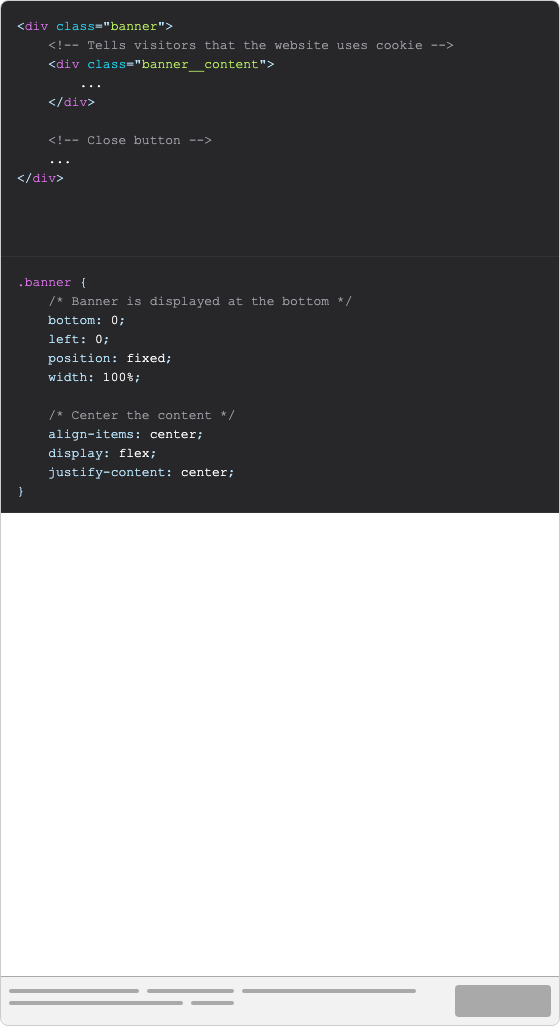 <div class="banner">
    <!-- Tells visitors that the website uses cookie -->
    <div class="banner__content">
        ...
    </div>

    <!-- Close button -->
    ...
</div>
.banner {
    /* Banner is displayed at the bottom */
    bottom: 0;
    left: 0;
    position: fixed;
    width: 100%;

    /* Center the content */
    align-items: center;
    display: flex;
    justify-content: center;
}